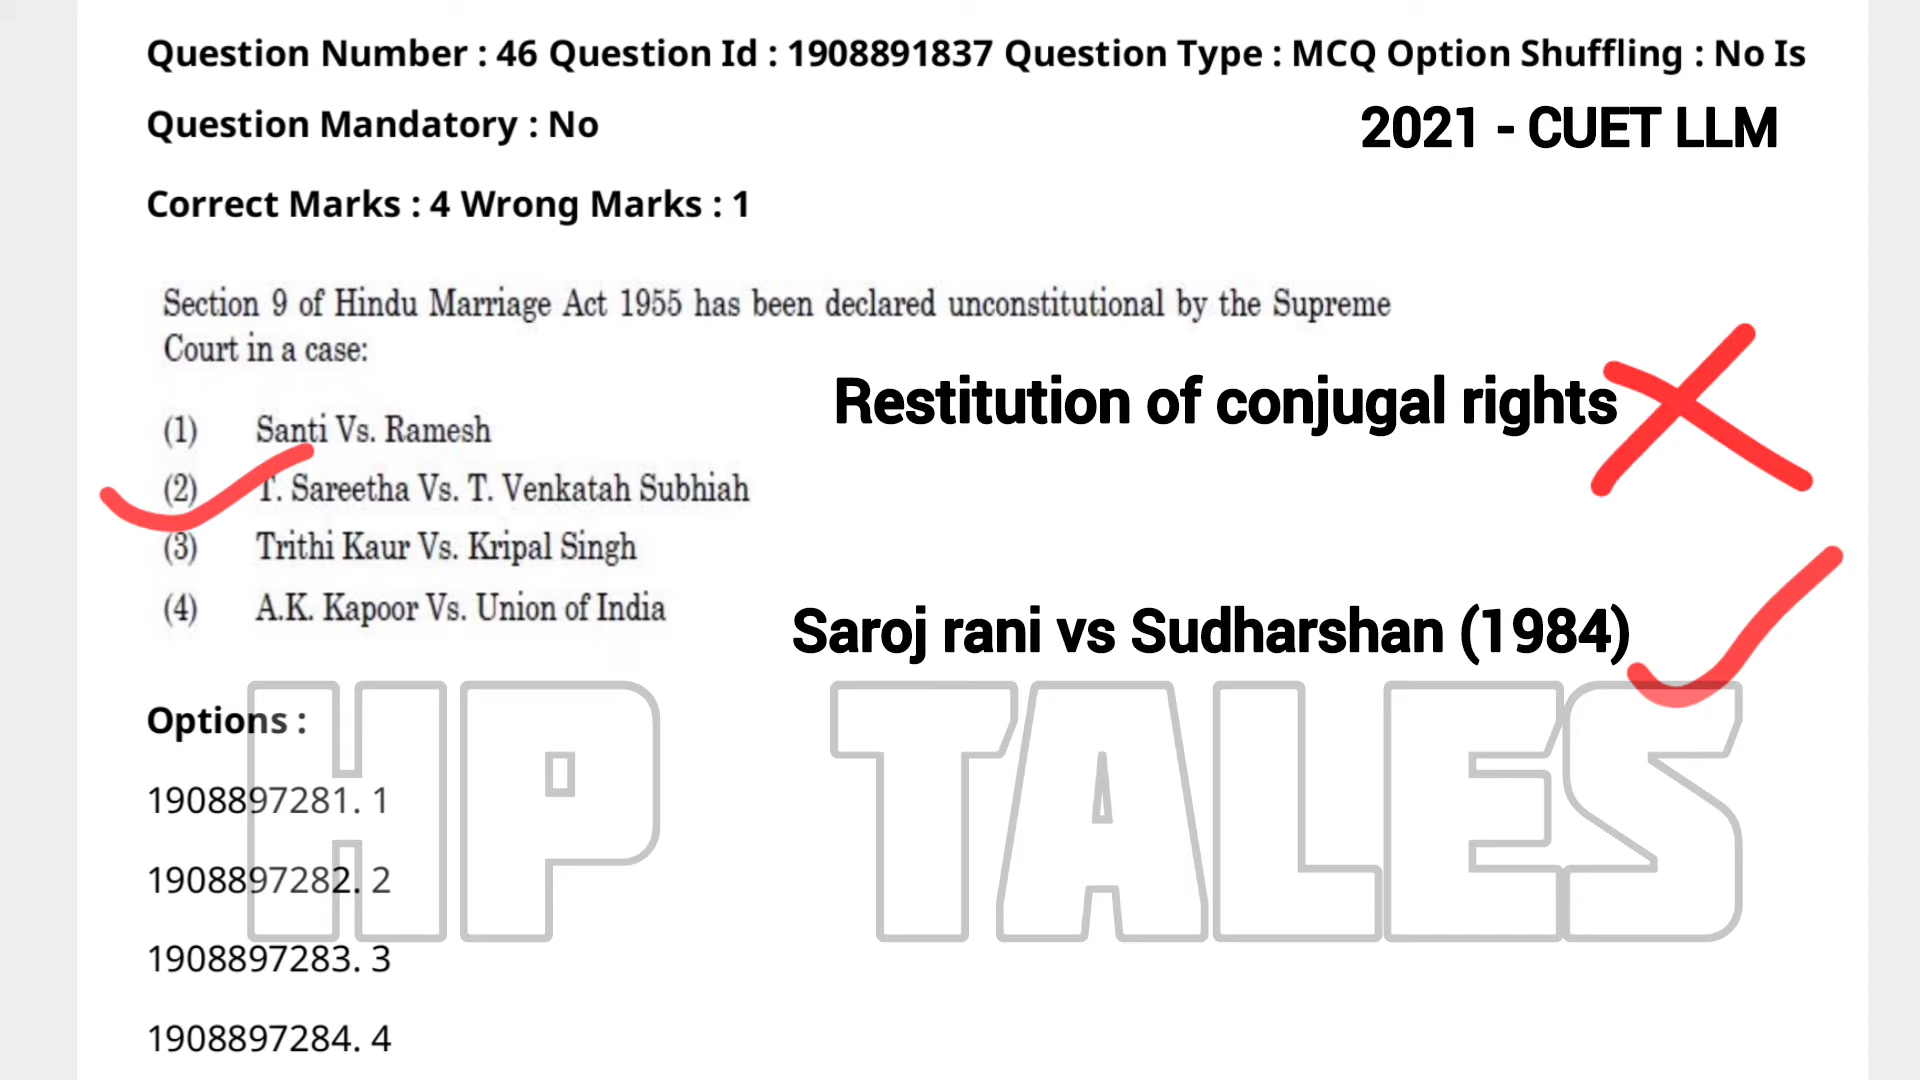 Question Number : 46 Question Id : 1908891837 Question Type : MCQ Option Shuffling : No Is
Question Mandatory : No
2021 - CUET LLM
Correct Marks : 4 Wrong Marks : 1
Section 9 of Hindu Marriage Act 1955 has been declared unconstitutional by the Supreme
Court in a case:
Restitution of conjugal rights
(1) Santi Vs. Ramesh
(2) T. Sareetha Vs. T. Venkatah Subhiah
(3) Trithi Kaur Vs. Kripal Singh
(4) A.K. Kapoor Vs. Union of India
Saroj rani vs Sudharshan (1984)
HP TALES
Options :
1908897281. 1
1908897282. 2
1908897283. 3
1908897284. 4